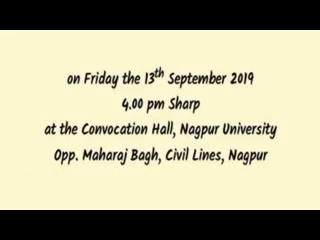 on Friday the 13th September 2019
4.00 pm Sharp
at the Convocation Hall, Nagpur University
Opp. Maharaj Bagh, Civil Lines, Nagpur